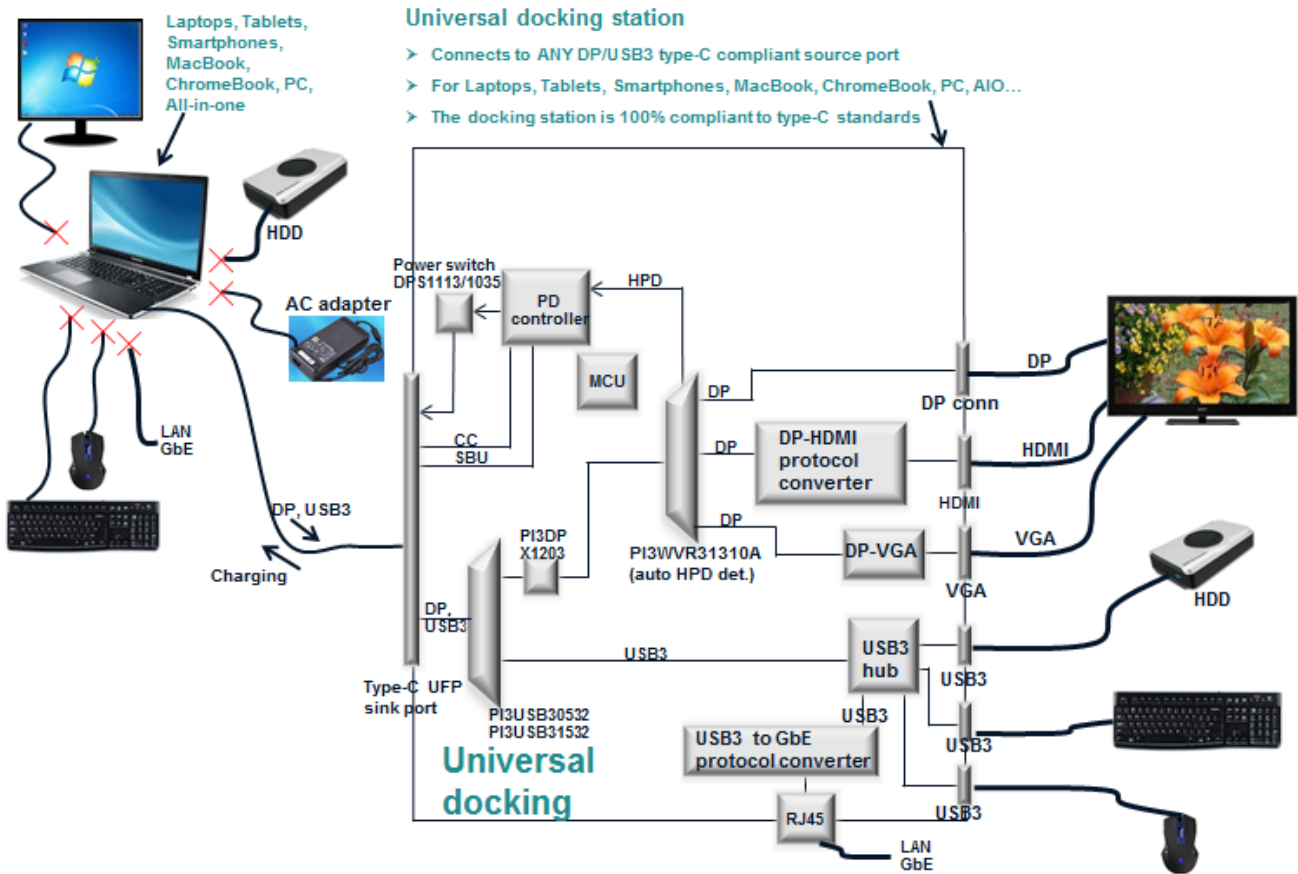 Universal docking station
Laptops, Tablets,
Smartphones,
MacBook,
ChromeBook, PC,
All-in-one
➤ Connects to ANY DP/USB3 type-C compliant source port
➤ For Laptops, Tablets, Smartphones, MacBook, ChromeBook, PC, AIO…
➤ The docking station is 100% compliant to type-C standards
HDD
Power switch
DPS1113/1035
PD
controller
HPD
AC adapter
MCU
DP
DP
DP conn
LAN
GbE
CC
SBU
DP
DP-HDMI
protocol
converter
HDMI
HDMI
DP, USB3
DP
PI3DP
X1203
PI3WVR31310A
(auto HPD det.)
DP-VGA
VGA
VGA
Charging
HDD
DP,
USB3
USB3
USB3
hub
USB3
Type-C UFP
sink port
PI3USB30532
PI3USB31532
USB3
USB3 to GbE
protocol converter
USB3
Universal
docking
USB3
RJ45
LAN
GbE